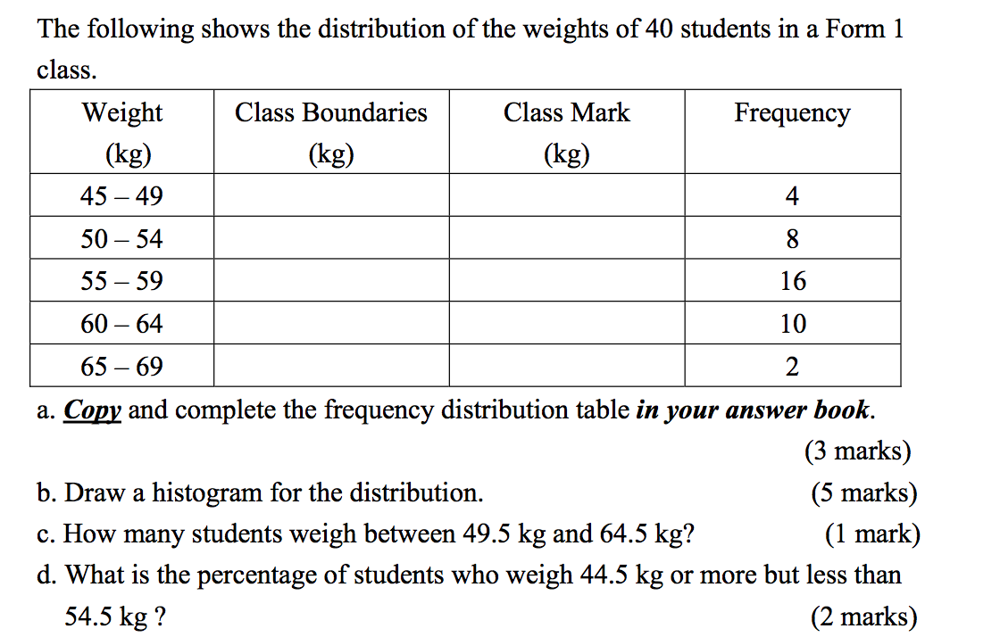 The following shows the distribution of the weights of 40 students in a Form 1
class.
Weight Class Boundaries Class Mark Frequency
(kg) (kg) (kg)
45 – 49 4
50 – 54 8
55 – 59 16
60 – 64 10
65 – 69 2
a. Copy and complete the frequency distribution table in your answer book.
(3 marks)
b. Draw a histogram for the distribution. (5 marks)
c. How many students weigh between 49.5 kg and 64.5 kg? (1 mark)
d. What is the percentage of students who weigh 44.5 kg or more but less than
54.5 kg ? (2 marks)